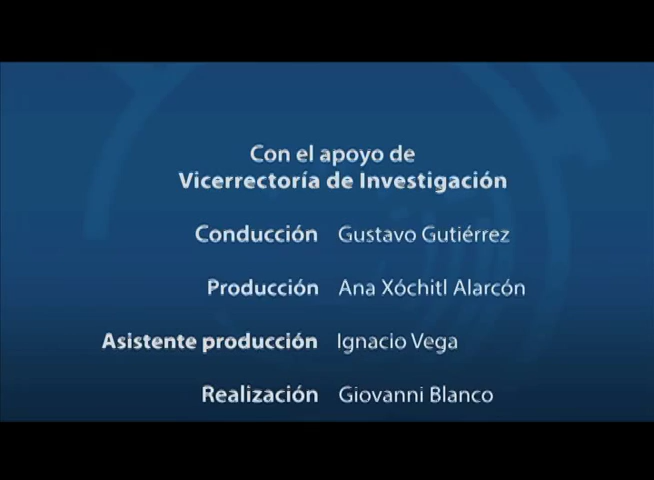 Con el apoyo de
Vicerrectoría de Investigación
Conducción Gustavo Gutiérrez
Producción Ana Xóchitl Alarcón
Asistente producción Ignacio Vega
Realización Giovanni Blanco